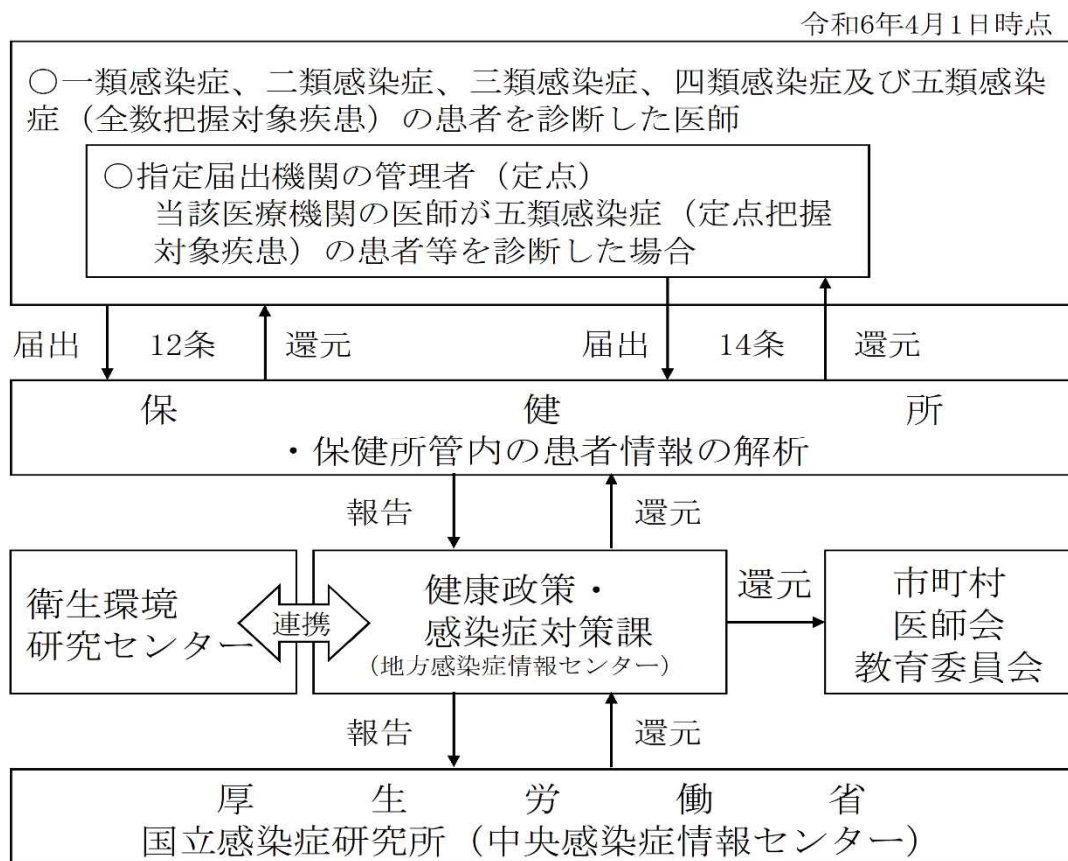 令和6年4月1日時点
○一類感染症、二類感染症、三類感染症、四類感染症及び五類感染
症（全数把握対象疾患）の患者を診断した医師
○指定届出機関の管理者（定点）
当該医療機関の医師が五類感染症（定点把握
対象疾患）の患者等を診断した場合
届出 12条 還元 届出 14条 還元
保 健 所
・保健所管内の患者情報の解析
報告 還元
衛生環境
研究センター
連携
健康政策・
感染症対策課
（地方感染症情報センター）
還元
市町村
医師会
教育委員会
報告 還元
厚 生 労 働 省
国立感染症研究所（中央感染症情報センター）